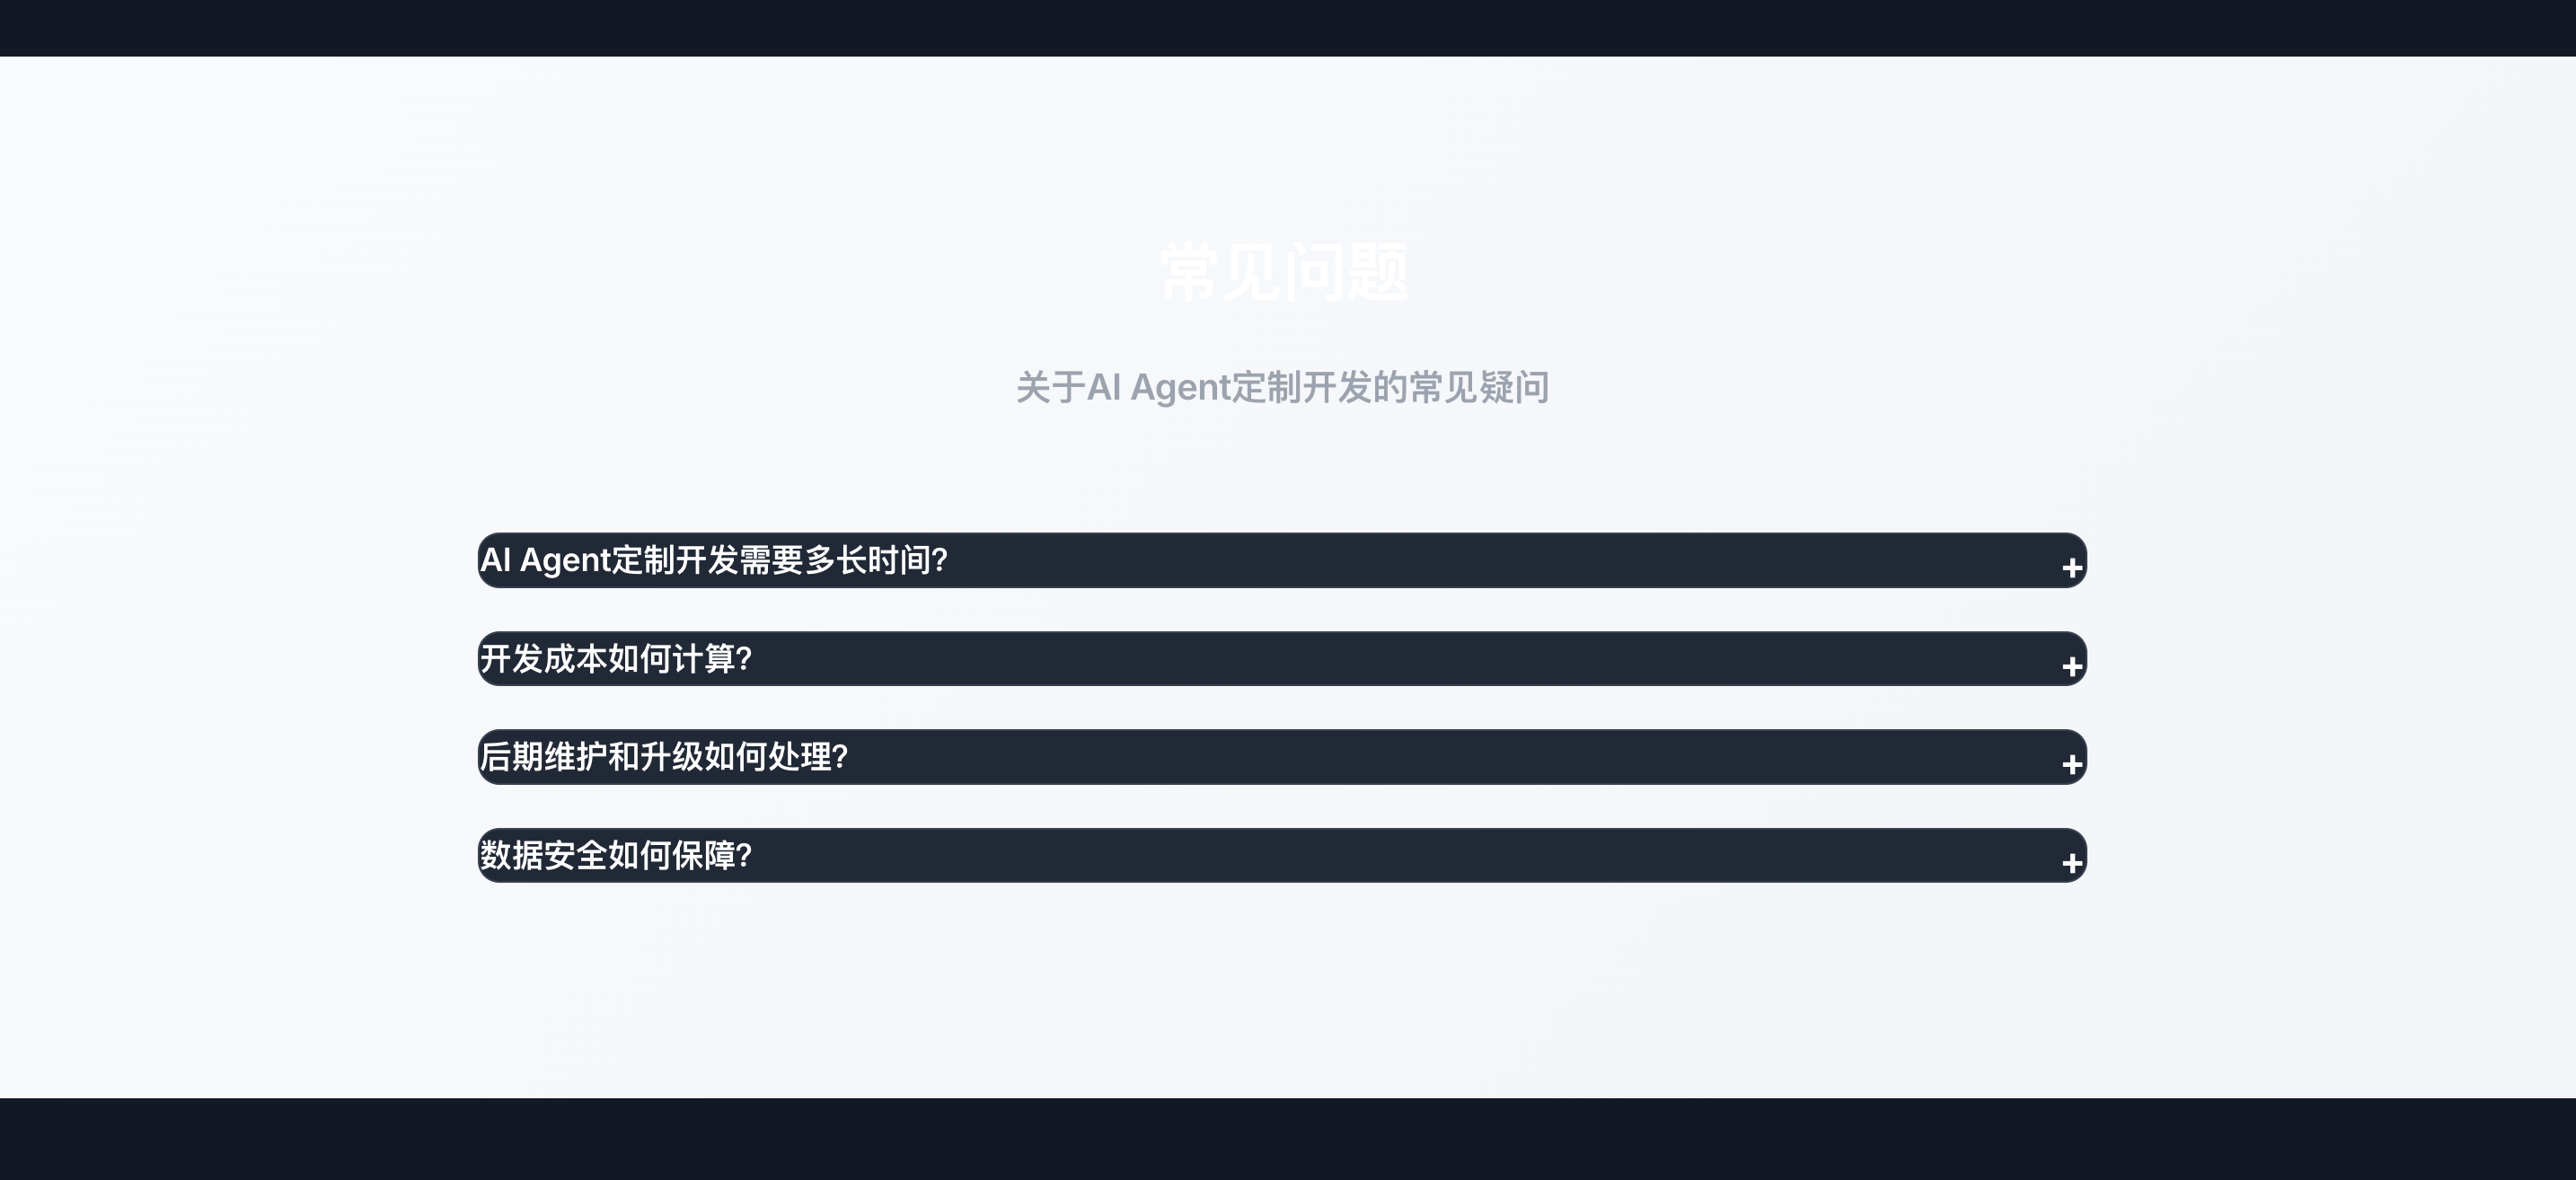 常见问题
关于AI Agent定制开发的常见疑问
AI Agent定制开发需要多长时间?
+
开发成本如何计算?
+
后期维护和升级如何处理?
+
数据安全如何保障?
+